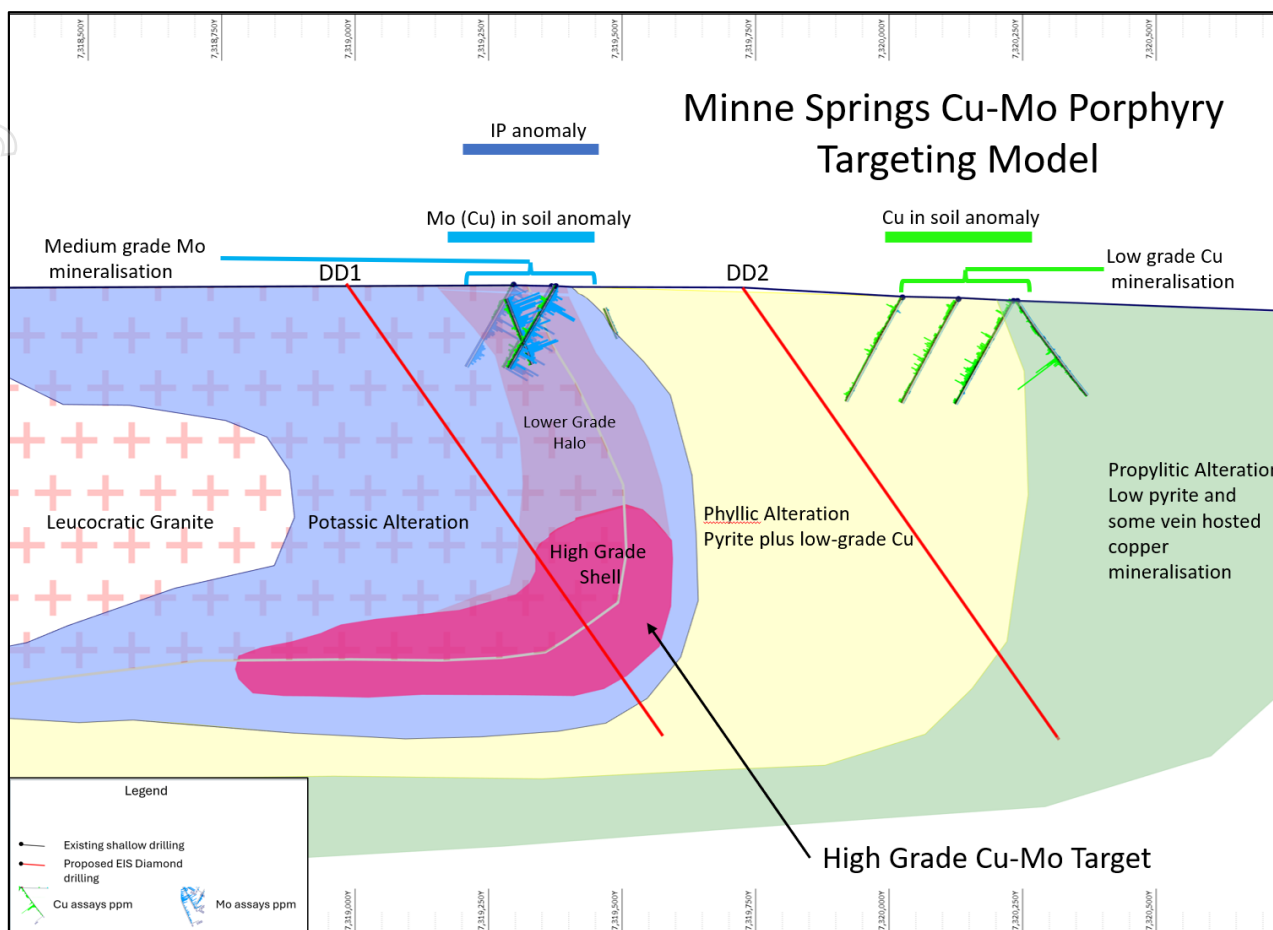 7,318,500Y
7,318,750Y
7,319,000Y
7,319,250Y
7,319,500Y
7,319,750Y
7,320,000Y
7,320,250Y
7,320,500Y
Minne Springs Cu-Mo Porphyry
Targeting Model
IP anomaly
Mo (Cu) in soil anomaly
Cu in soil anomaly
Medium grade Mo
mineralisation
DD1
DD2
Low grade Cu
mineralisation
Lower Grade
Halo
Leucocratic Granite
Potassic Alteration
High Grade
Shell
Phyllic Alteration
Pyrite plus low-grade Cu
Propylitic Alteration
Low pyrite and
some vein hosted
copper
mineralisation
High Grade Cu-Mo Target
Legend
Existing shallow drilling
Proposed EIS Diamond
drilling
Cu assays ppm
Mo assays ppm
7,319,000Y
7,319,250Y
7,319,500Y
7,319,750Y
7,320,000Y
7,320,250Y
7,320,500Y